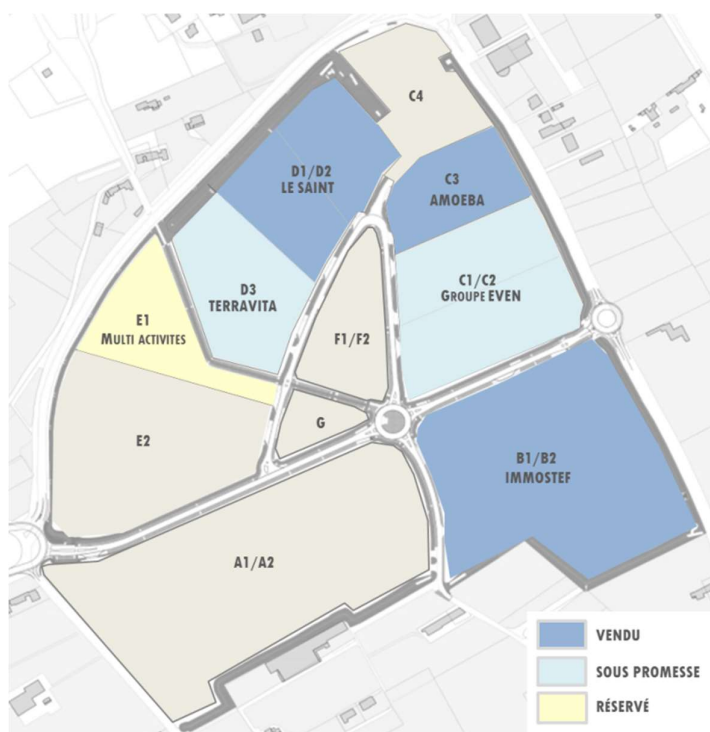 C4
D1/D2
LE SAINT
C3
AMOEBA
D3
TERRAVITA
C1/C2
GROUPE EVEN
E1
MULTI ACTIVITES
F1/F2
G
E2
B1/B2
IMMOSTEF
A1/A2
VENDU
SOUS PROMESSE
RÉSERVÉ